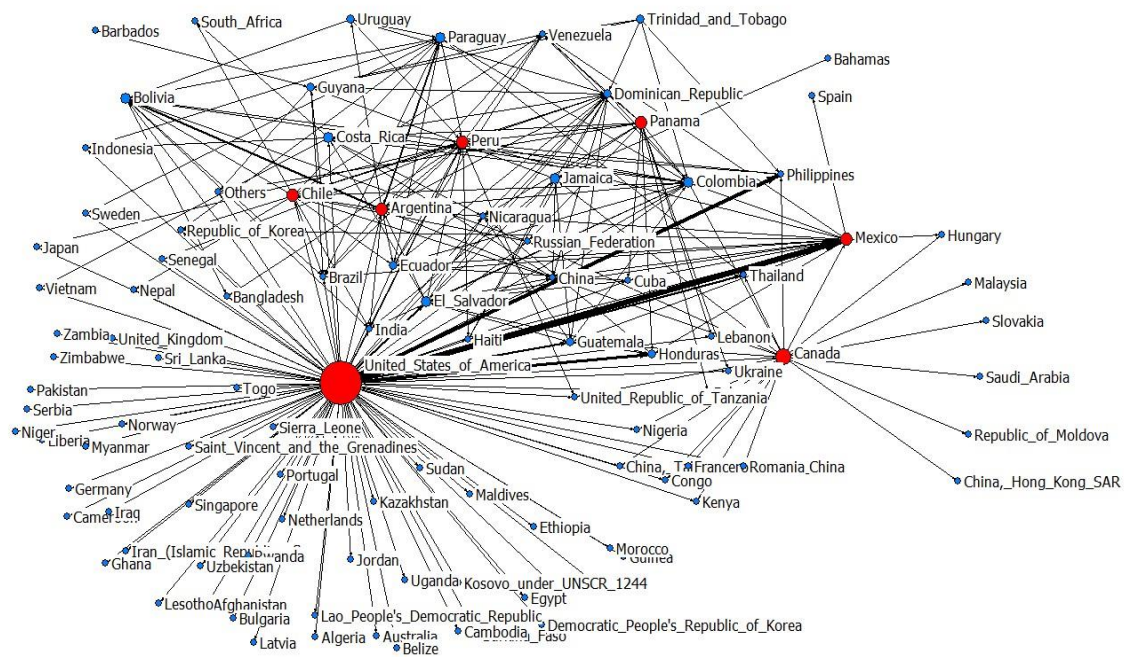 South_Africa
Uruguay
Trinidad_and_Tobago
Barbados
Paraguay
Venezuela
Bahamas
Guyana
Dominican_Republic
Bolivia
Spain
Panama
Costa_Rica
Peru
Indonesia
Philippines
Jamaica
Colombia
Others
Chile
Argentina
Sweden
Nicaragua
Republic_of_Korea
Mexico
Hungary
Russian_Federation
Japan
Senegal
Ecuador
Brazil
China
Cuba
Thailand
Malaysia
Vietnam
Nepal
Bangladesh
El_Salvador
Slovakia
India
Zambia
United_Kingdom
Haiti
Guatemala
Lebanon
Zimbabwe
Sri_Lanka
Honduras
Canada
United_States_of_America
Ukraine
Saudi_Arabia
Pakistan
Togo
United_Republic_of_Tanzania
Serbia
Norway
Sierra_Leone
Nigeria
Niger
Liberia
Republic_of_Moldova
Myanmar
Saint_Vincent_and_the_Grenadines
Sudan
Romania
China
Portugal
Congo
China,_Hong_Kong_SAR
Germany
Maldives
Singapore
Kazakhstan
Kenya
Iraq
Netherlands
Ethiopia
Morocco
Ghana
Uzbekistan
Jordan
Uganda
Kosovo_under_UNSCR_1244
Egypt
Lesotho
Afghanistan
Bulgaria
Lao_People's_Democratic_Republic
Democratic_People's_Republic_of_Korea
Latvia
Algeria
Australia
Cambodia
Belize